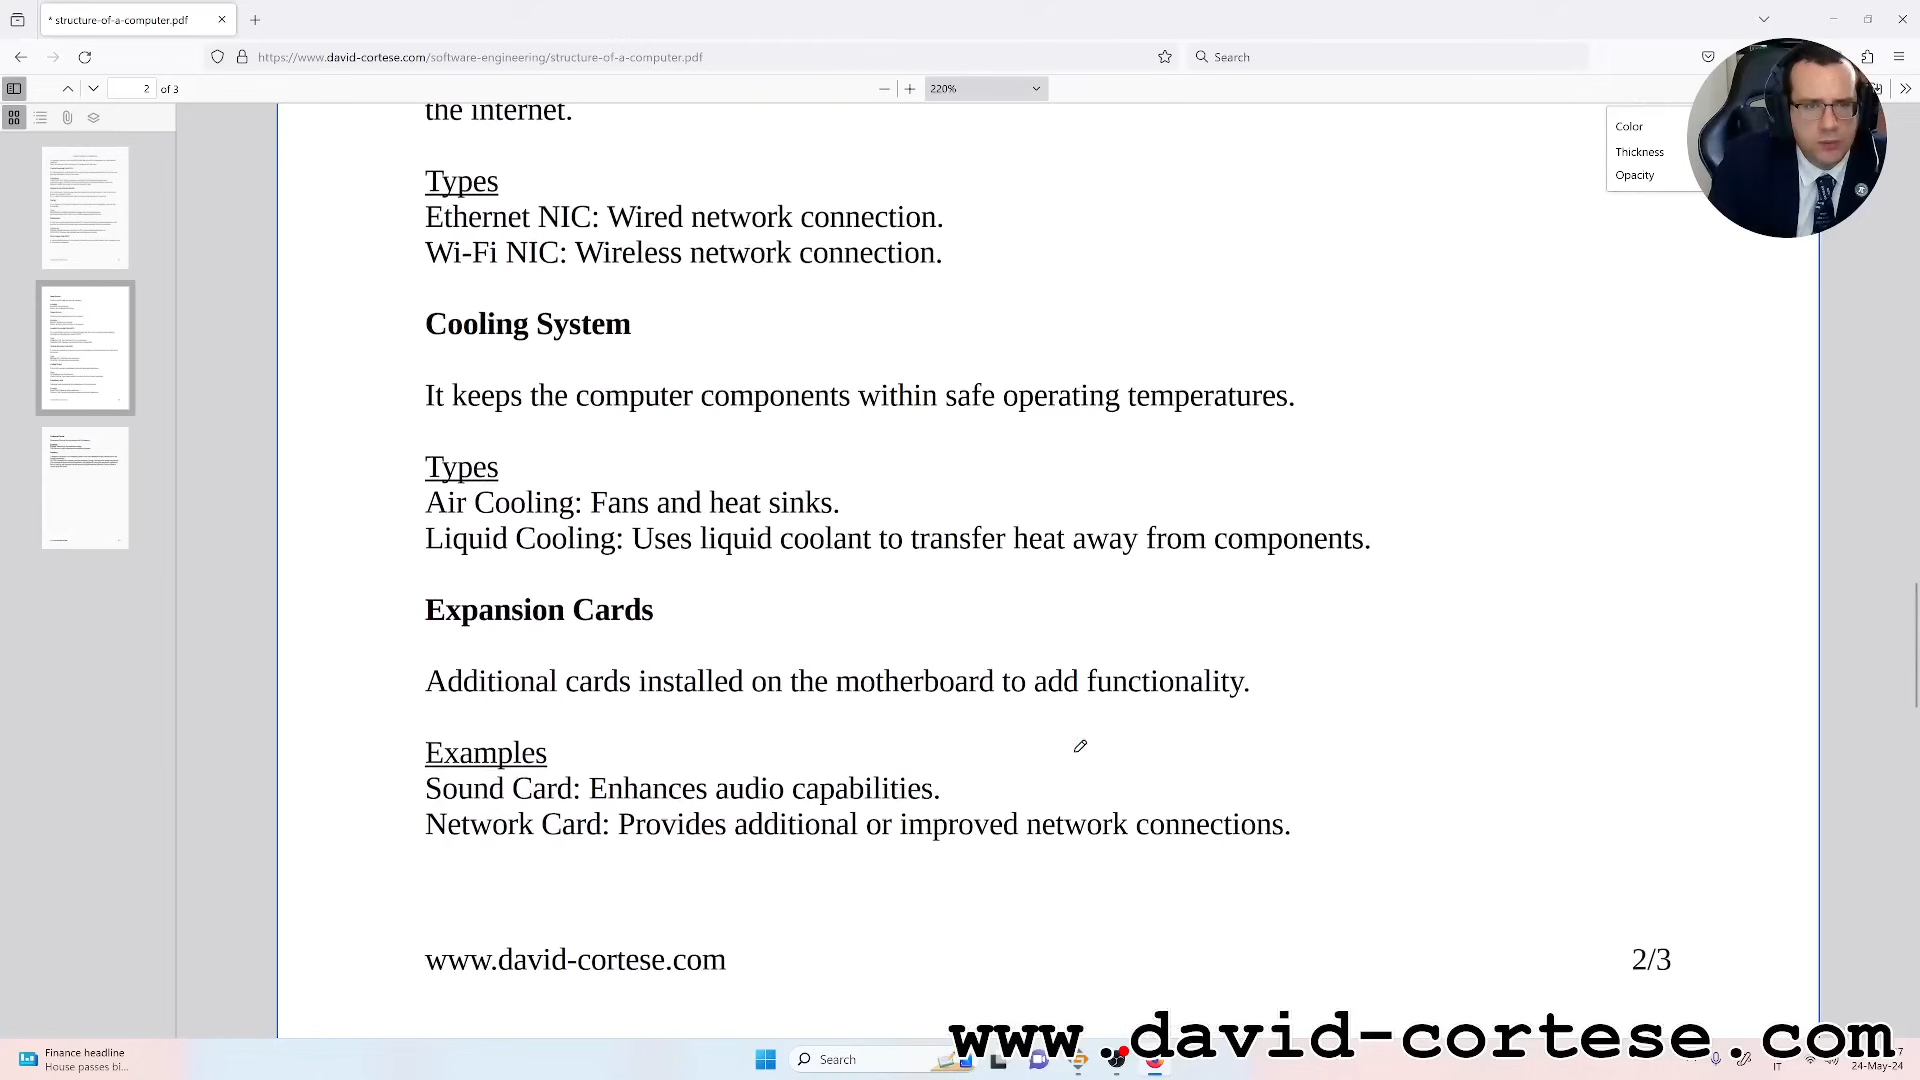 * structure-of-a-computer.pdf
https://www.david-cortese.com/software-engineering/structure-of-a-computer.pdf
Search
2 of 3
220%
Color
Thickness
Opacity
the internet.
Types
Ethernet NIC: Wired network connection.
Wi-Fi NIC: Wireless network connection.
Cooling System
It keeps the computer components within safe operating temperatures.
Types
Air Cooling: Fans and heat sinks.
Liquid Cooling: Uses liquid coolant to transfer heat away from components.
Expansion Cards
Additional cards installed on the motherboard to add functionality.
Examples
Sound Card: Enhances audio capabilities.
Network Card: Provides additional or improved network connections.
www.david-cortese.com 2/3
www.david-cortese.com
Finance headline
House passes bi...
Search
IT
24-May-24